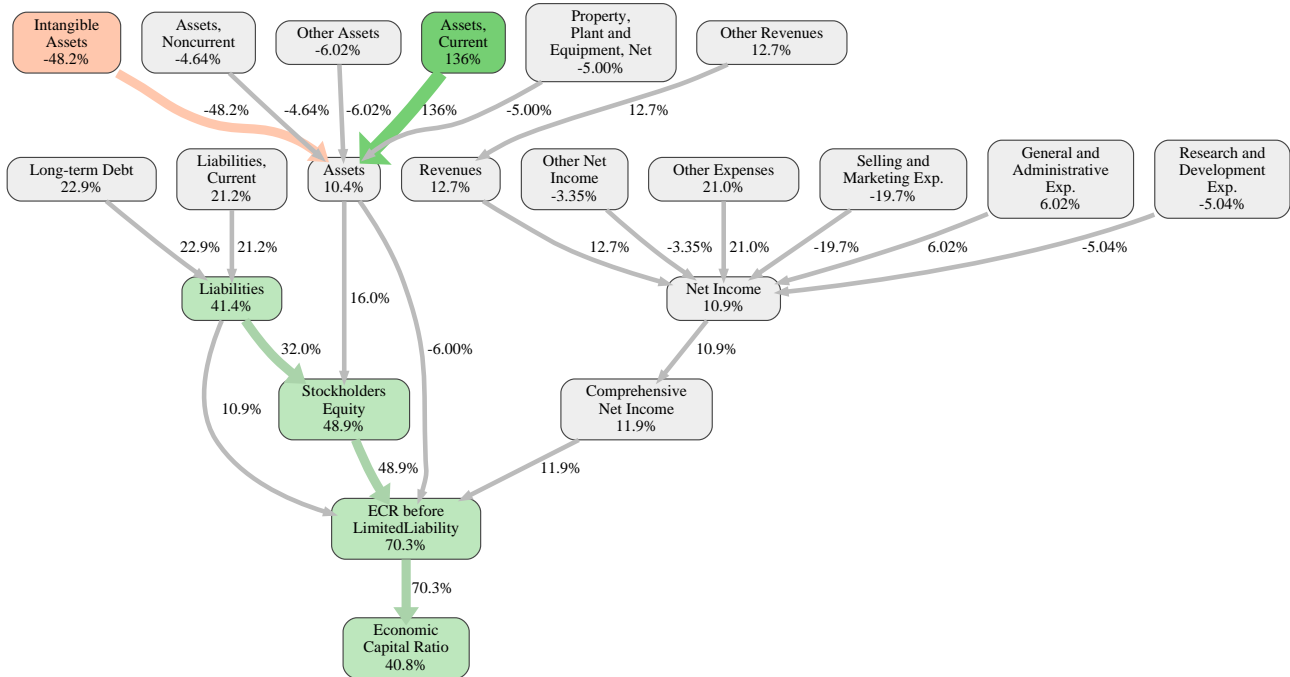 Intangible
Assets
-48.2%
Assets,
Noncurrent
-4.64%
Other Assets
-6.02%
Assets,
Current
136%
Property,
Plant and
Equipment, Net
-5.00%
Other Revenues
12.7%
-48.2%
-4.64%
-6.02%
136%
-5.00%
12.7%
Long-term Debt
22.9%
Liabilities,
Current
21.2%
Assets
10.4%
Revenues
12.7%
Other Net
Income
-3.35%
Other Expenses
21.0%
Selling and
Marketing Exp.
-19.7%
General and
Administrative
Exp.
6.02%
Research and
Development
Exp.
-5.04%
22.9%
21.2%
12.7%
-3.35%
21.0%
-19.7%
6.02%
-5.04%
Liabilities
41.4%
16.0%
Net Income
10.9%
32.0%
-6.00%
10.9%
Stockholders
Equity
48.9%
Comprehensive
Net Income
11.9%
10.9%
48.9%
11.9%
ECR before
LimitedLiability
70.3%
70.3%
Economic
Capital Ratio
40.8%